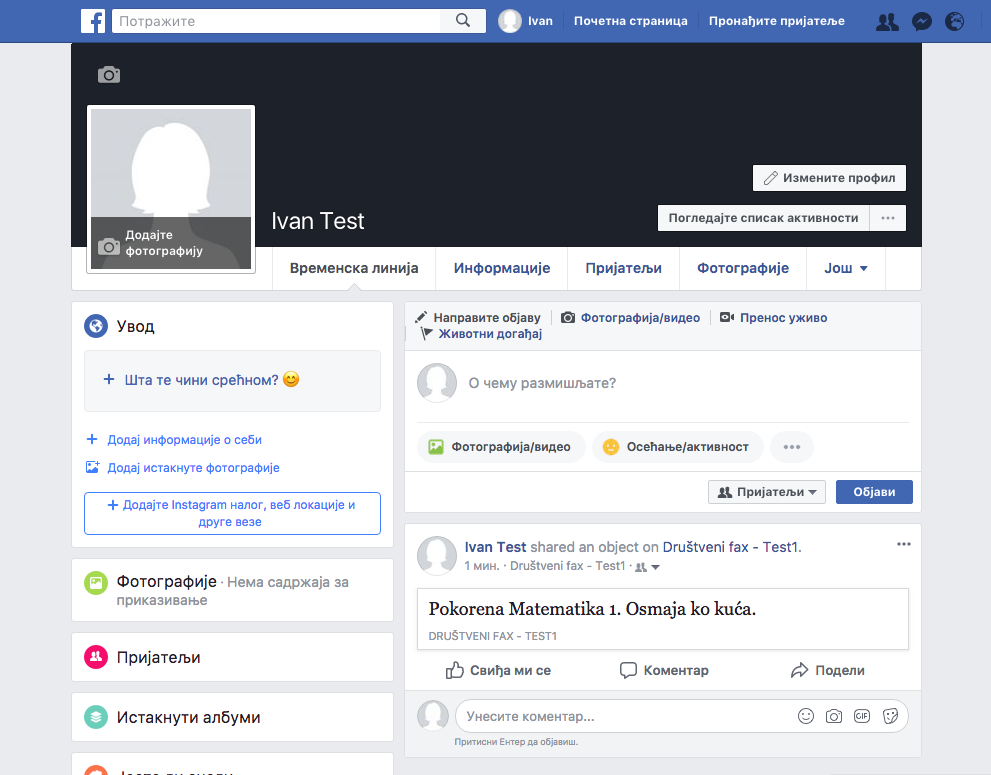 Потражите
Ivan
Почетна страница
Пронађите пријатеље
Измените профил
Ivan Test
Погледајте списак активности
Додајте
фотографију
Временска линија
Информације
Пријатељи
Фотографије
Још
Увод
Шта те чини срећном?
Додај информације о себи
Додај истакнуте фотографије
Додајте Instagram налог, веб локације и
друге везе
Фотографије · Нема садржаја за
приказивање
Пријатељи
Истакнути албуми
Направите објаву
Фотографија/видео
Пренос уживо
Животни догађај
О чему размишљате?
Фотографија/видео
Осећање/активност
Пријатељи
Објави
Ivan Test shared an object on Društveni fax - Test1.
1 мин. · Društveni fax - Test1 ·
Pokorena Matematika 1. Osmaja ko kuća.
DRUŠTVENI FAX - TEST1
Свиђа ми се
Коментар
Подели
Унесите коментар...
GIF
Притисни Ентер да објавиш.